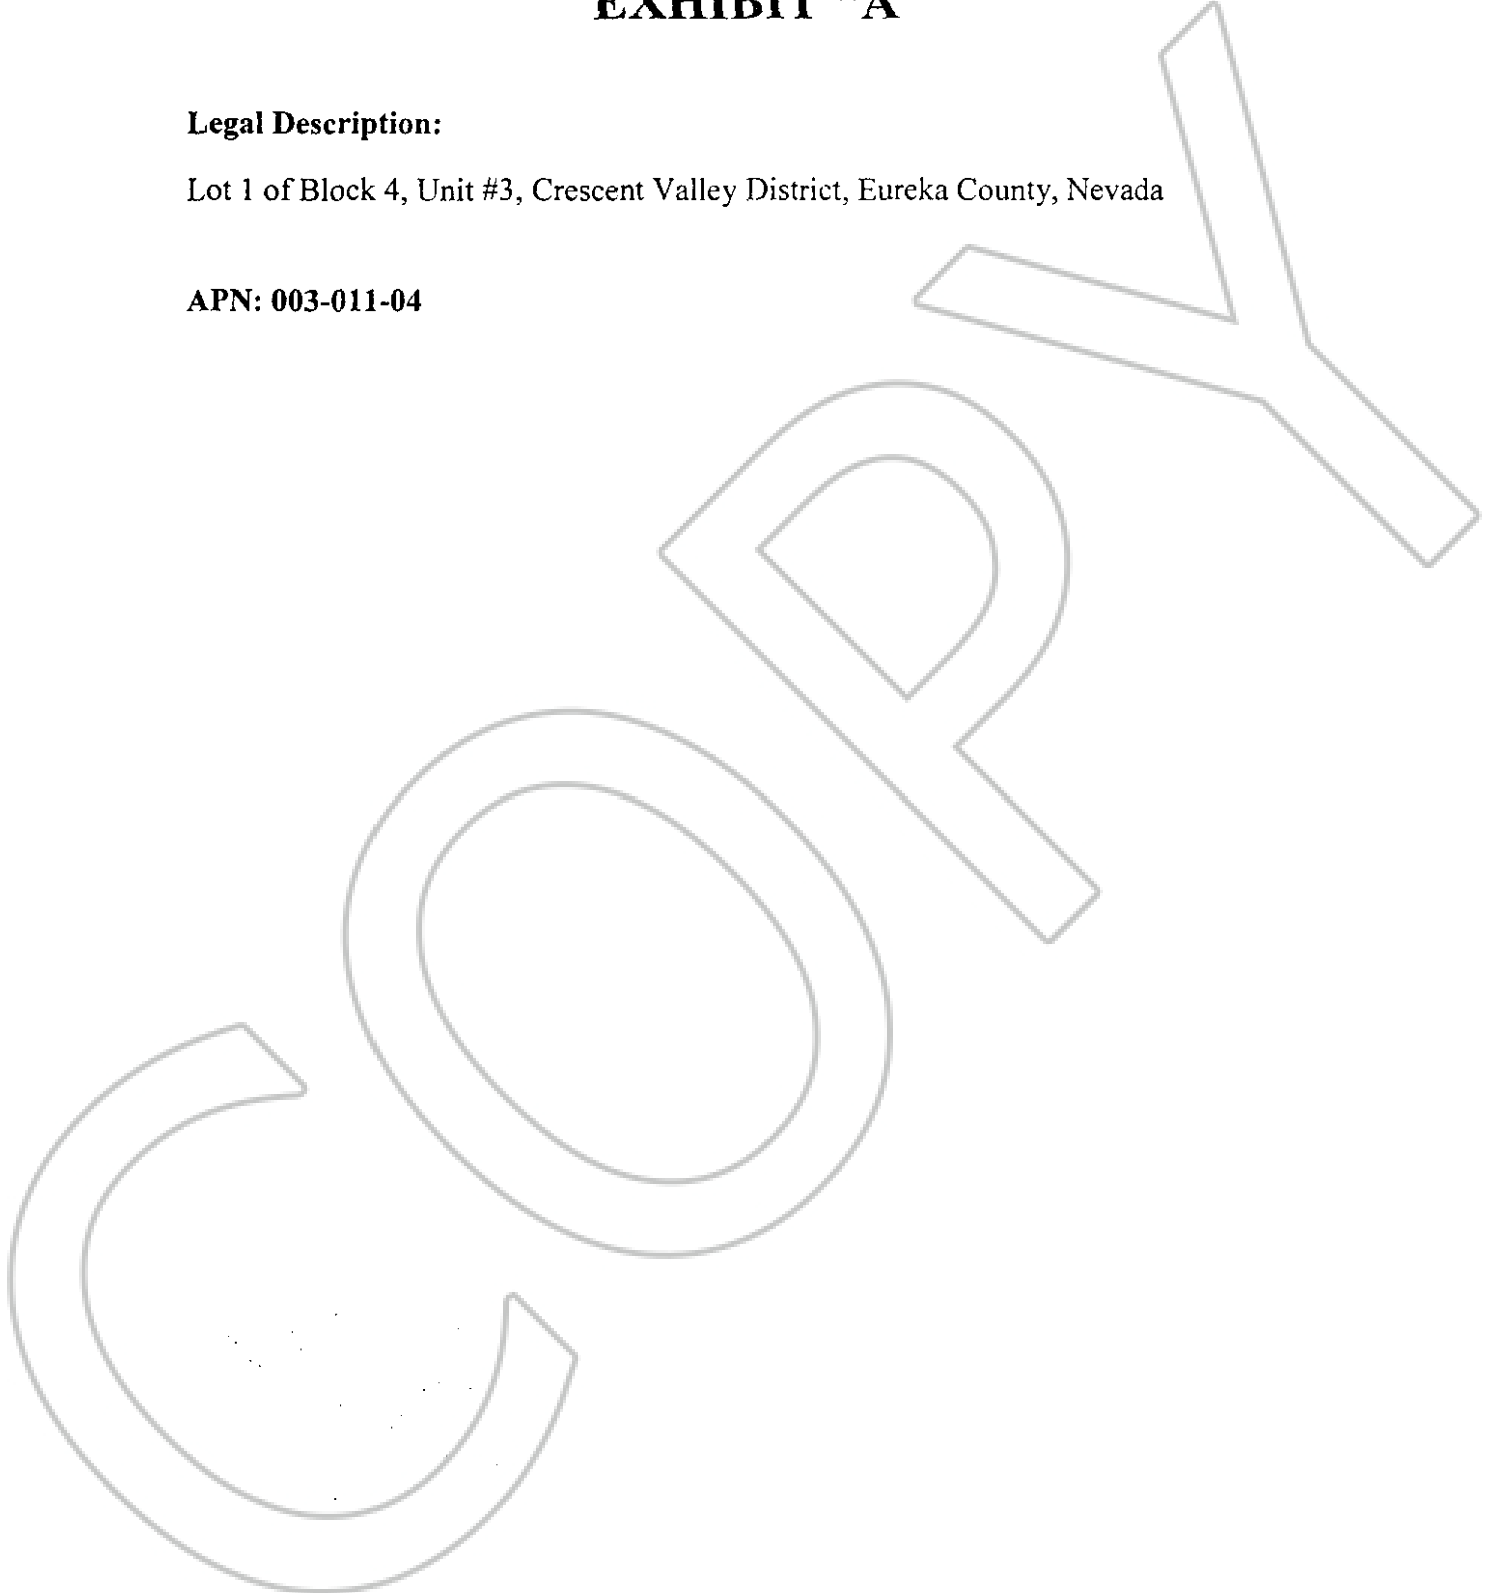 EXHIBIT "A
Legal Description:
Lot 1 of Block 4, Unit #3, Crescent Valley District, Eureka County, Nevada
APN: 003-011-04
COPY